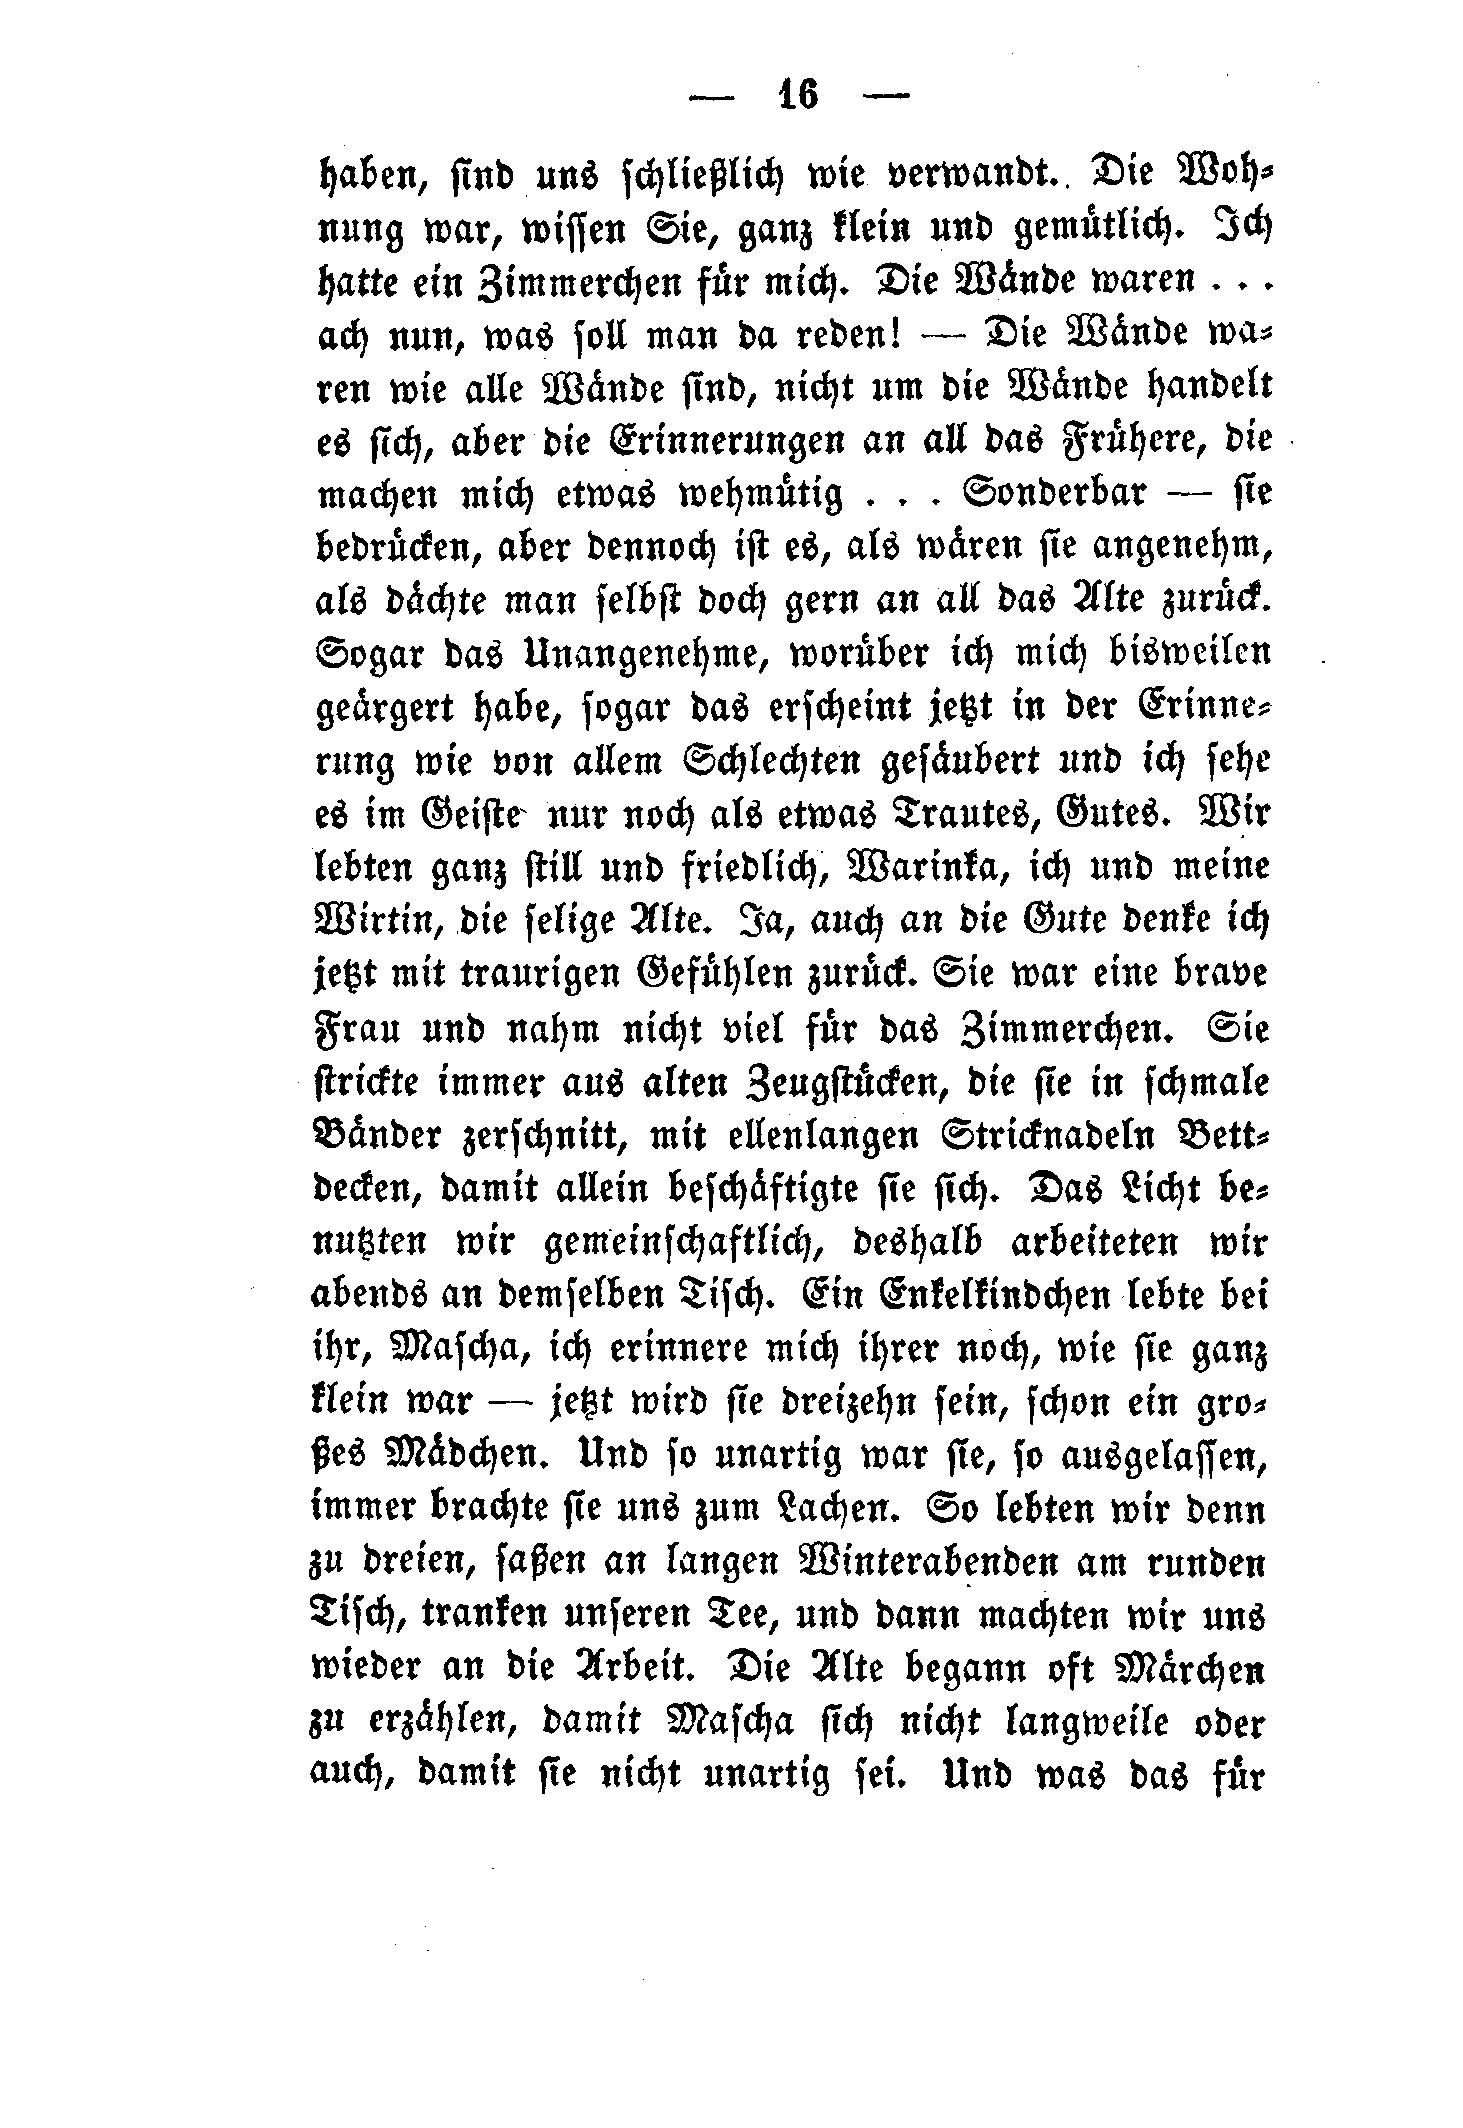 — 16 —
haben, sind uns schließlich wie verwandt. Die Woh-
nung war, wissen Sie, ganz klein und gemütlich. Ich
hatte ein Zimmerchen für mich. Die Wände waren . . .
ach nun, was soll man da reden! — Die Wände wa-
ren wie alle Wände sind, nicht um die Wände handelt
es sich, aber die Erinnerungen an all das Frühere, die
machen mich etwas wehmütig . . . Sonderbar — sie
bedrücken, aber dennoch ist es, als wären sie angenehm,
als dächte man selbst doch gern an all das Alte zurück.
Sogar das Unangenehme, worüber ich mich bisweilen
geärgert habe, sogar das erscheint jetzt in der Erinne-
rung wie von allem Schlechten gesäubert und ich sehe
es im Geiste nur noch als etwas Trautes, Gutes. Wir
lebten ganz still und friedlich, Warinka, ich und meine
Wirtin, die selige Alte. Ja, auch an die Gute denke ich
jetzt mit traurigen Gefühlen zurück. Sie war eine brave
Frau und nahm nicht viel für das Zimmerchen. Sie
strickte immer aus alten Zeugstücken, die sie in schmale
Bänder zerschnitt, mit ellenlangen Stricknadeln Bett-
decken, damit allein beschäftigte sie sich. Das Licht be-
nutzten wir gemeinschaftlich, deshalb arbeiteten wir
abends an demselben Tisch. Ein Enkelkindchen lebte bei
ihr, Mascha, ich erinnere mich ihrer noch, wie sie ganz
klein war — jetzt wird sie dreizehn sein, schon ein gro-
ßes Mädchen. Und so unartig war sie, so ausgelassen,
immer brachte sie uns zum Lachen. So lebten wir denn
zu dreien, saßen an langen Winterabenden am runden
Tisch, tranken unseren Tee, und dann machten wir uns
wieder an die Arbeit. Die Alte begann oft Märchen
zu erzählen, damit Mascha sich nicht langweile oder
auch, damit sie nicht unartig sei. Und was das für